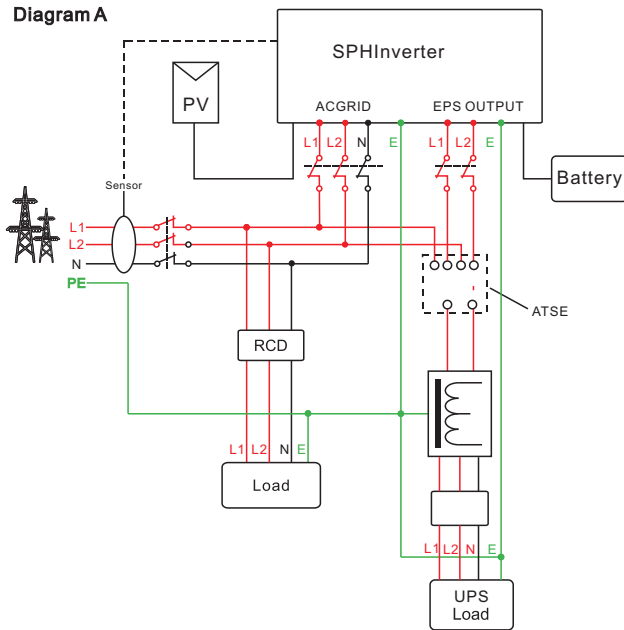 Diagram A
SPHInverter
PV
ACGRID
EPS OUTPUT
L1
L2
N
E
L1
L2
E
Sensor
Battery
L1
L2
N
PE
ATSE
RCD
L1
L2
N
E
Load
L1
L2
N
E
UPS
Load